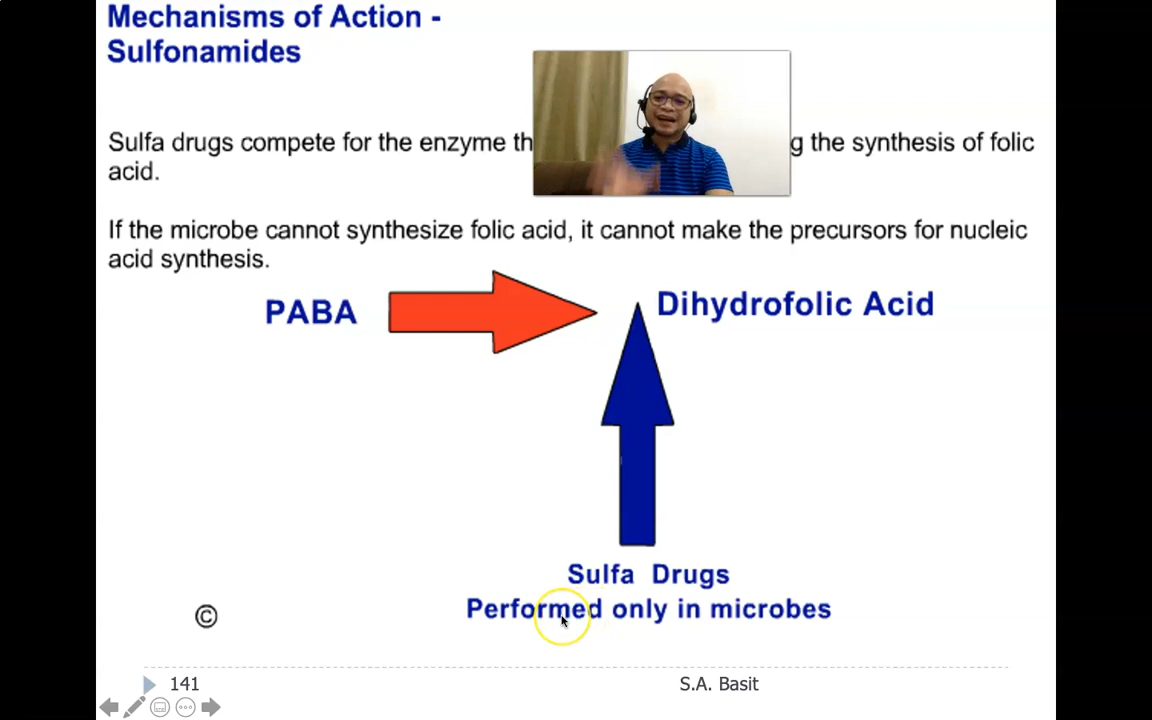 Mechanisms of Action -
Sulfonamides
Sulfa drugs compete for the enzyme th g the synthesis of folic
acid.
If the microbe cannot synthesize folic acid, it cannot make the precursors for nucleic
acid synthesis.
PABA
Dihydrofolic Acid
Sulfa Drugs
Performed only in microbes
©
141
S.A. Basit